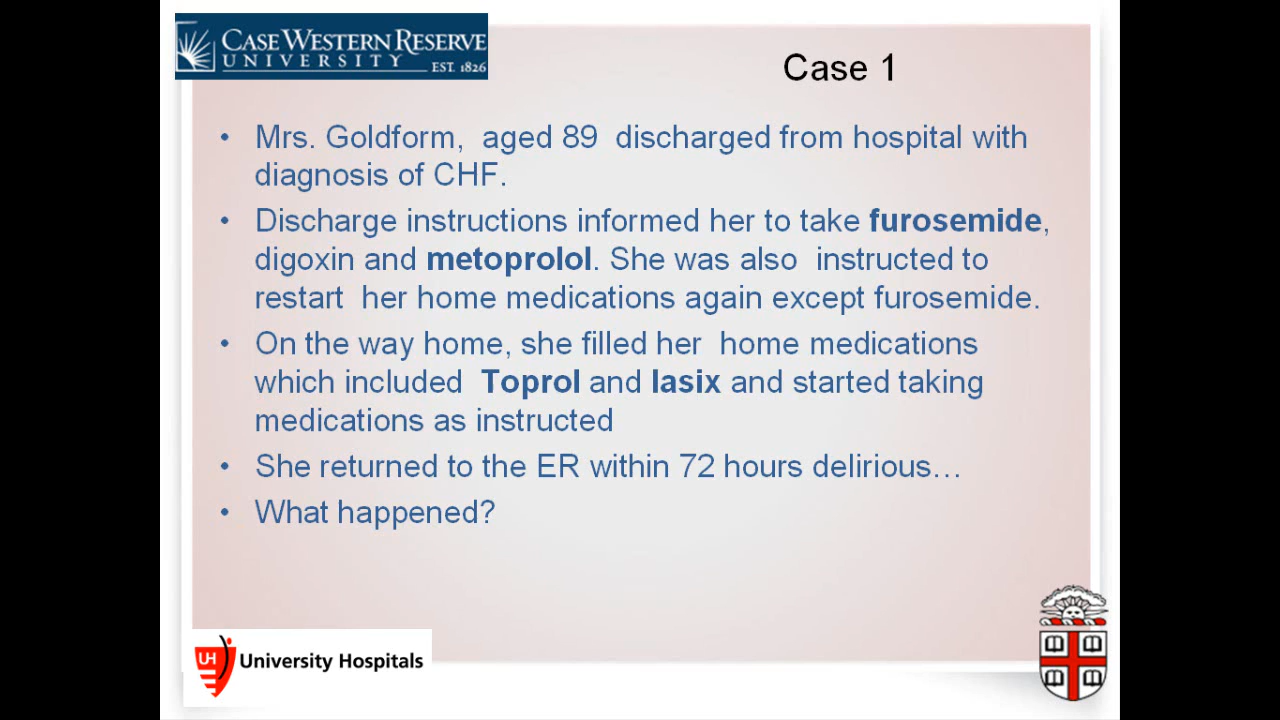 CASE WESTERN RESERVE
UNIVERSITY
EST. 1826
Case 1
• Mrs. Goldform, aged 89 discharged from hospital with
diagnosis of CHF.
• Discharge instructions informed her to take furosemide,
digoxin and metoprolol. She was also instructed to
restart her home medications again except furosemide.
• On the way home, she filled her home medications
which included Toprol and lasix and started taking
medications as instructed
• She returned to the ER within 72 hours delirious…
• What happened?
UH University Hospitals